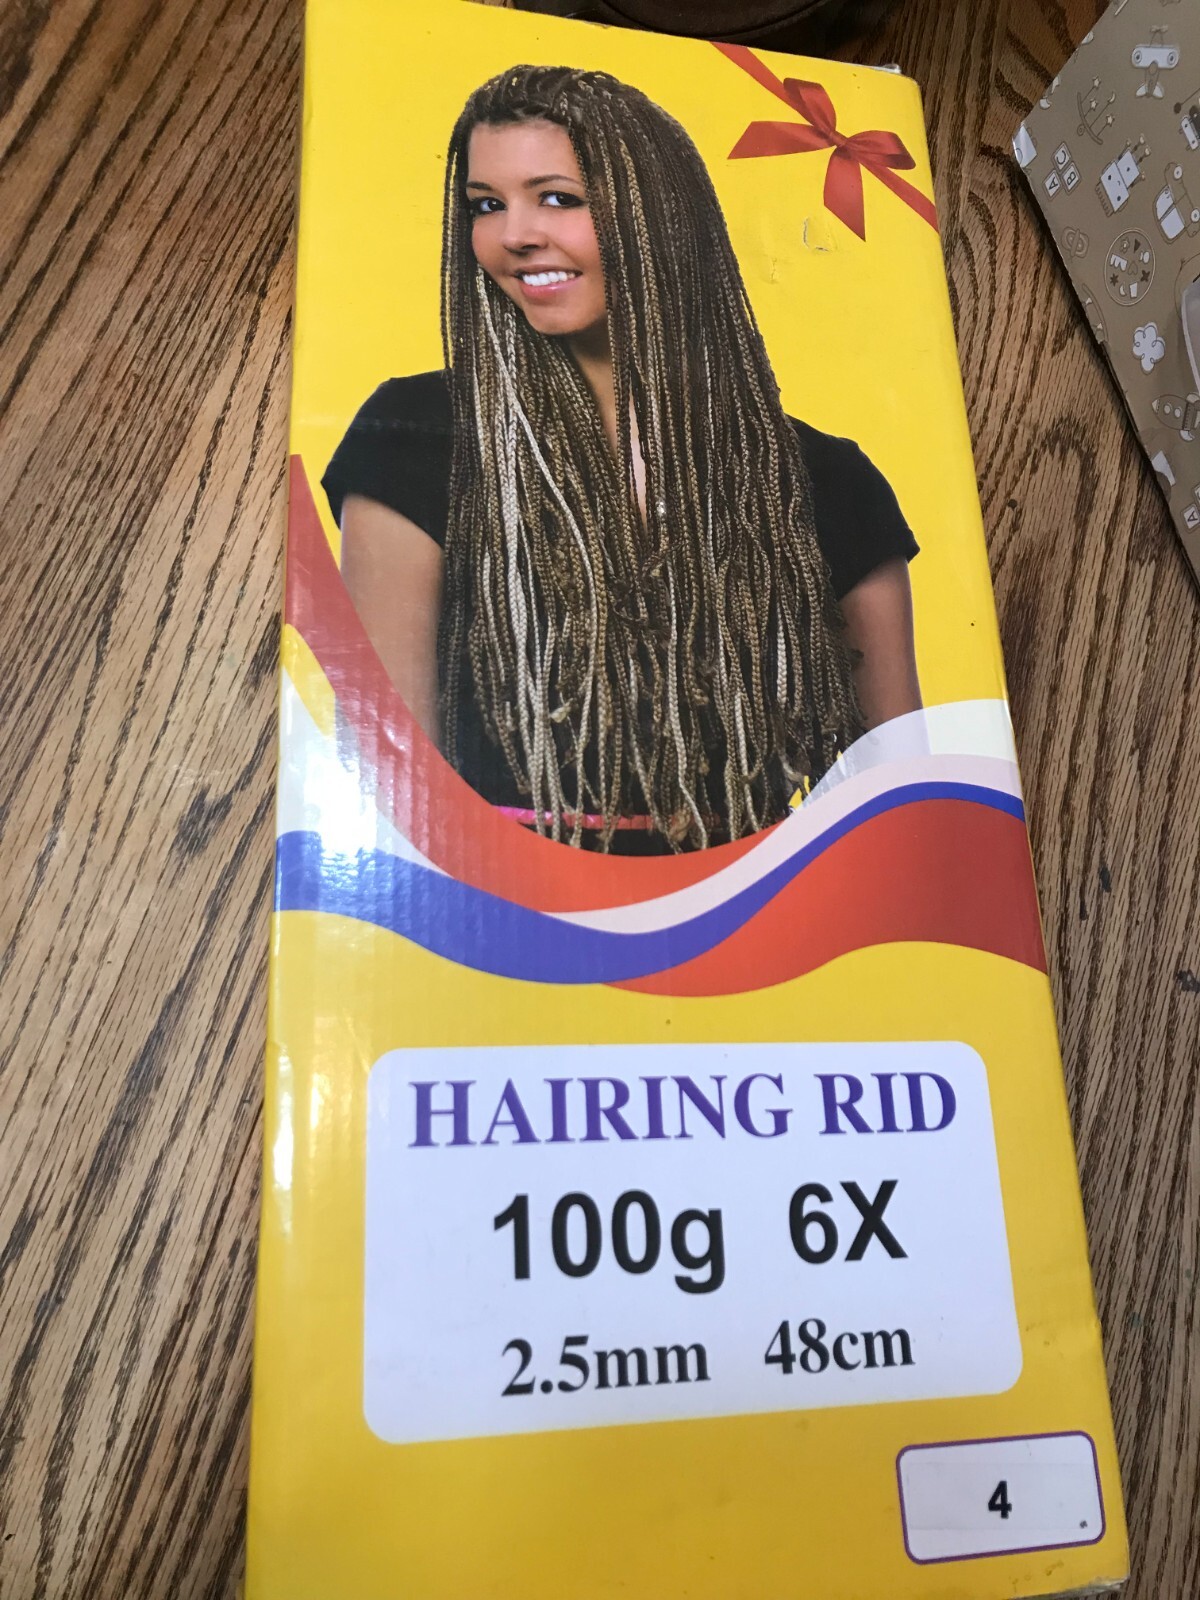 HAIRING RID
100g 6X
2.5mm 48cm
4
A B C
A